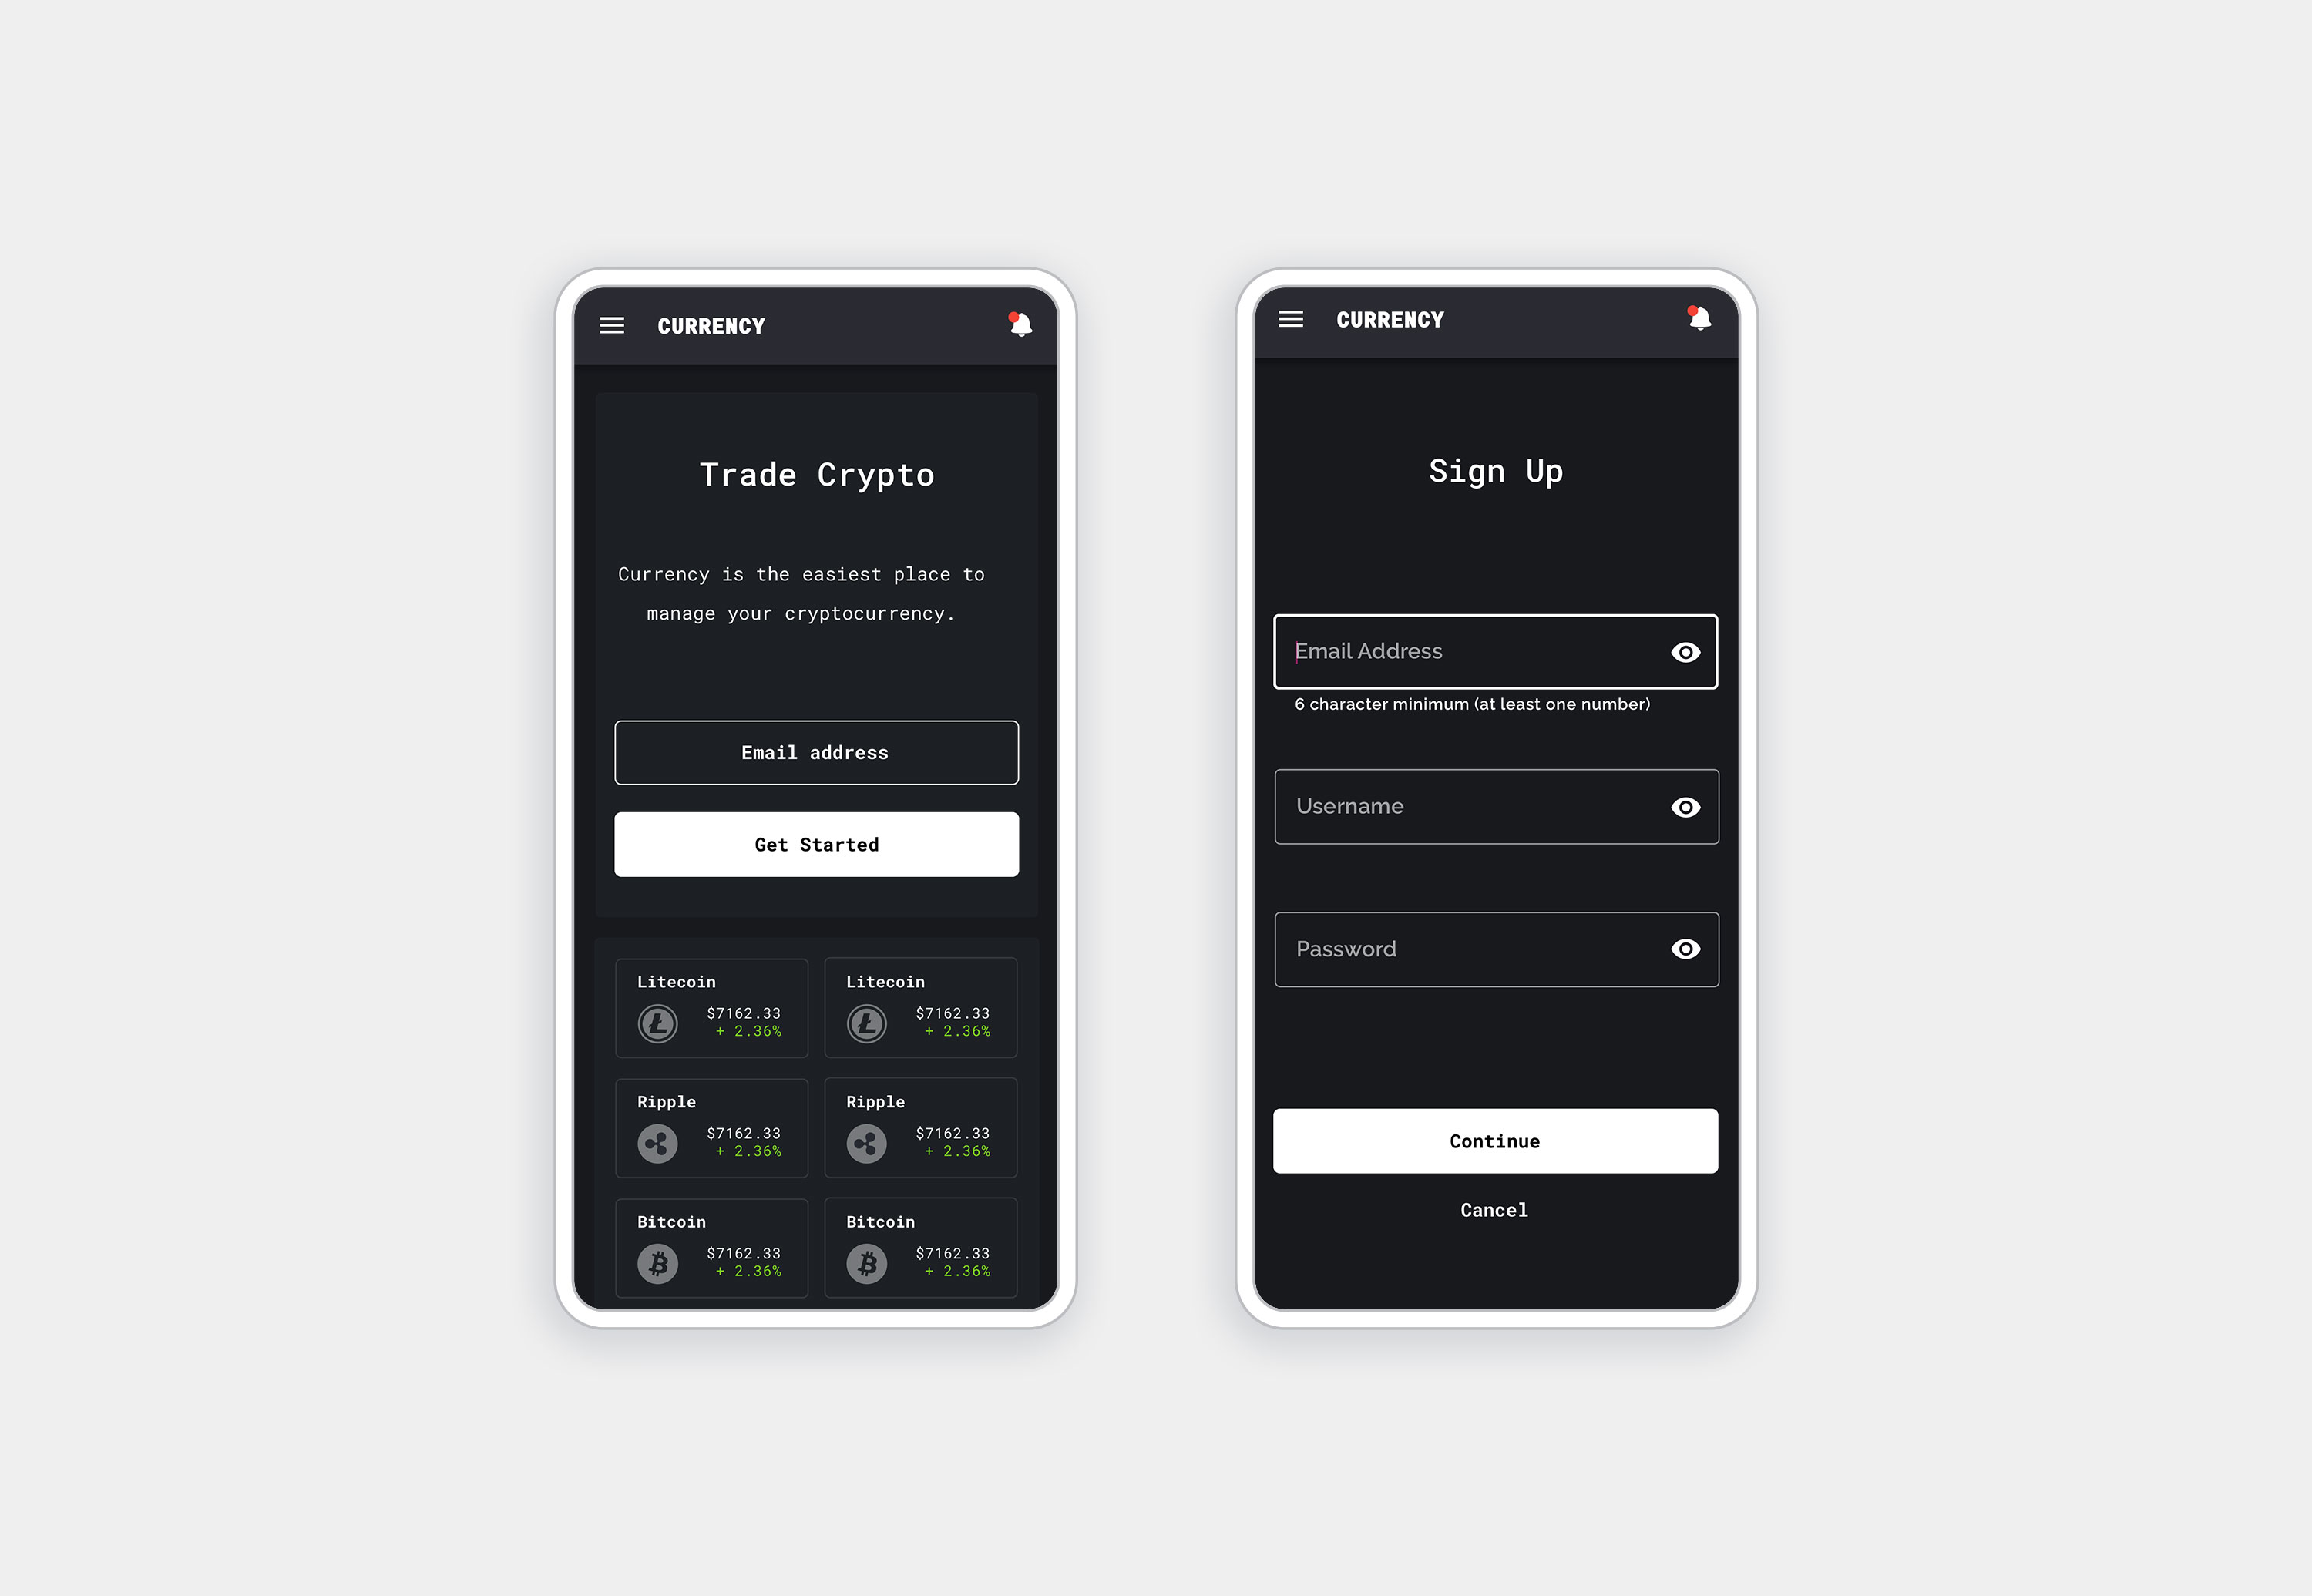 CURRENCY
Trade Crypto
Currency is the easiest place to
manage your cryptocurrency.
Email address
Get Started
Litecoin
$7162.33
+ 2.36%
Litecoin
$7162.33
+ 2.36%
Ripple
$7162.33
+ 2.36%
Ripple
$7162.33
+ 2.36%
Bitcoin
$7162.33
+ 2.36%
Bitcoin
$7162.33
+ 2.36%
CURRENCY
Sign Up
Email Address
6 character minimum (at least one number)
Username
Password
Continue
Cancel